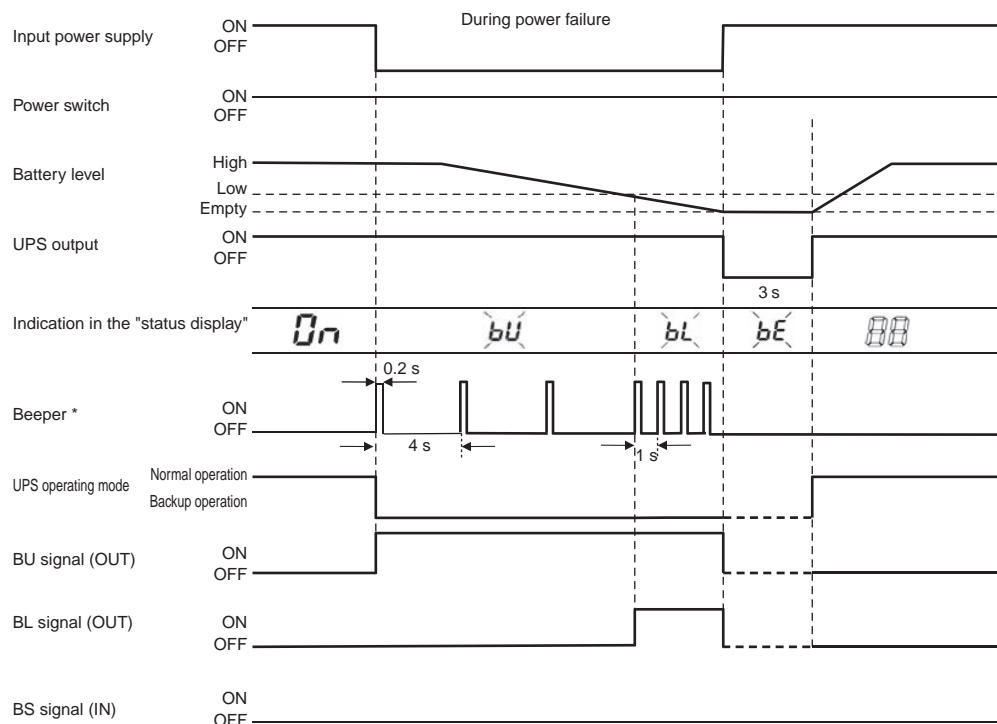 During power failure
Input power supply ON
OFF
Power switch ON
OFF
Battery level High
Low
Empty
UPS output ON
OFF
3 s
Indication in the "status display" On bU bL bE 88
0.2 s
Beeper * ON
OFF
4 s 1 s
UPS operating mode Normal operation
Backup operation
BU signal (OUT) ON
OFF
BL signal (OUT) ON
OFF
BS signal (IN) ON
OFF